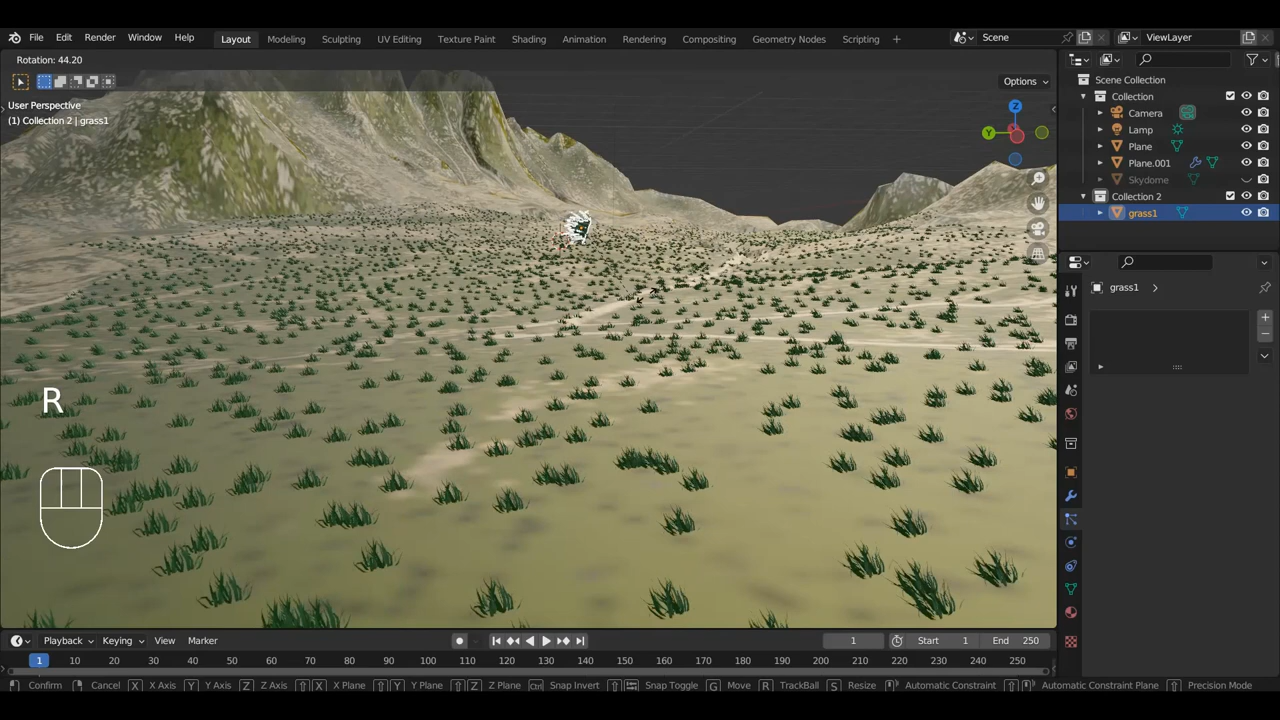 File Edit Render Window Help Layout Modeling Sculpting UV Editing Texture Paint Shading Animation Rendering Compositing Geometry Nodes Scripting + Scene ViewLayer
Rotation: 44.20
Options
User Perspective
(1) Collection 2 | grass1
Z
Y
Scene Collection
Collection
Camera
Lamp
Plane
Plane.001
Skydome
Collection 2
grass1
grass1
R
Playback Keying View Marker 1 Start 1 End 250
1 10 20 30 40 50 60 70 80 90 100 110 120 130 140 150 160 170 180 190 200 210 220 230 240 250
Confirm Cancel X X Axis Y Y Axis Z Z Axis X X Plane Y Y Plane Z Z Plane Ctrl Snap Invert Snap Toggle G Move R TrackBall S Resize Automatic Constraint Automatic Constraint Plane Precision Mode